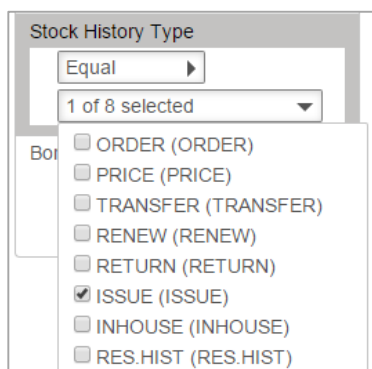 Stock History Type
Equal
1 of 8 selected
Bor
ORDER (ORDER)
PRICE (PRICE)
TRANSFER (TRANSFER)
RENEW (RENEW)
RETURN (RETURN)
ISSUE (ISSUE)
INHOUSE (INHOUSE)
RES.HIST (RES.HIST)